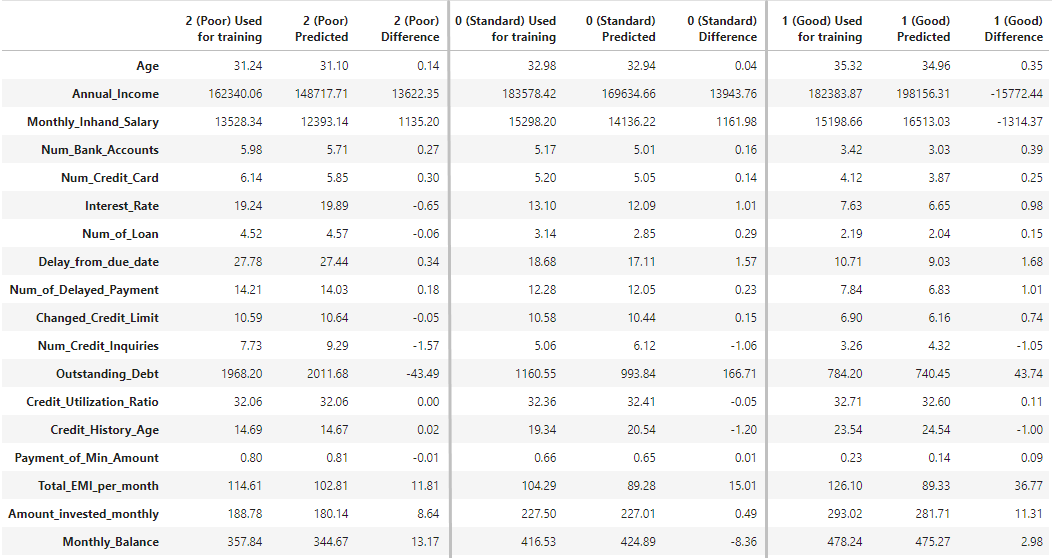 2 (Poor) Used for training 2 (Poor) Predicted 2 (Poor) Difference 0 (Standard) Used for training 0 (Standard) Predicted 0 (Standard) Difference 1 (Good) Used for training 1 (Good) Predicted 1 (Good) Difference
Age 31.24 31.10 0.14 32.98 32.94 0.04 35.32 34.96 0.35
Annual_Income 162340.06 148717.71 13622.35 183578.42 169634.66 13943.76 182383.87 198156.31 -15772.44
Monthly_Inhand_Salary 13528.34 12393.14 1135.20 15298.20 14136.22 1161.98 15198.66 16513.03 -1314.37
Num_Bank_Accounts 5.98 5.71 0.27 5.17 5.01 0.16 3.42 3.03 0.39
Num_Credit_Card 6.14 5.85 0.30 5.20 5.05 0.14 4.12 3.87 0.25
Interest_Rate 19.24 19.89 -0.65 13.10 12.09 1.01 7.63 6.65 0.98
Num_of_Loan 4.52 4.57 -0.06 3.14 2.85 0.29 2.19 2.04 0.15
Delay_from_due_date 27.78 27.44 0.34 18.68 17.11 1.57 10.71 9.03 1.68
Num_of_Delayed_Payment 14.21 14.03 0.18 12.28 12.05 0.23 7.84 6.83 1.01
Changed_Credit_Limit 10.59 10.64 -0.05 10.58 10.44 0.15 6.90 6.16 0.74
Num_Credit_Inquiries 7.73 9.29 -1.57 5.06 6.12 -1.06 3.26 4.32 -1.05
Outstanding_Debt 1968.20 2011.68 -43.49 1160.55 993.84 166.71 784.20 740.45 43.74
Credit_Utilization_Ratio 32.06 32.06 0.00 32.36 32.41 -0.05 32.71 32.60 0.11
Credit_History_Age 14.69 14.67 0.02 19.34 20.54 -1.20 23.54 24.54 -1.00
Payment_of_Min_Amount 0.80 0.81 -0.01 0.66 0.65 0.01 0.23 0.14 0.09
Total_EMI_per_month 114.61 102.81 11.81 104.29 89.28 15.01 126.10 89.33 36.77
Amount_invested_monthly 188.78 180.14 8.64 227.50 227.01 0.49 293.02 281.71 11.31
Monthly_Balance 357.84 344.67 13.17 416.53 424.89 -8.36 478.24 475.27 2.98